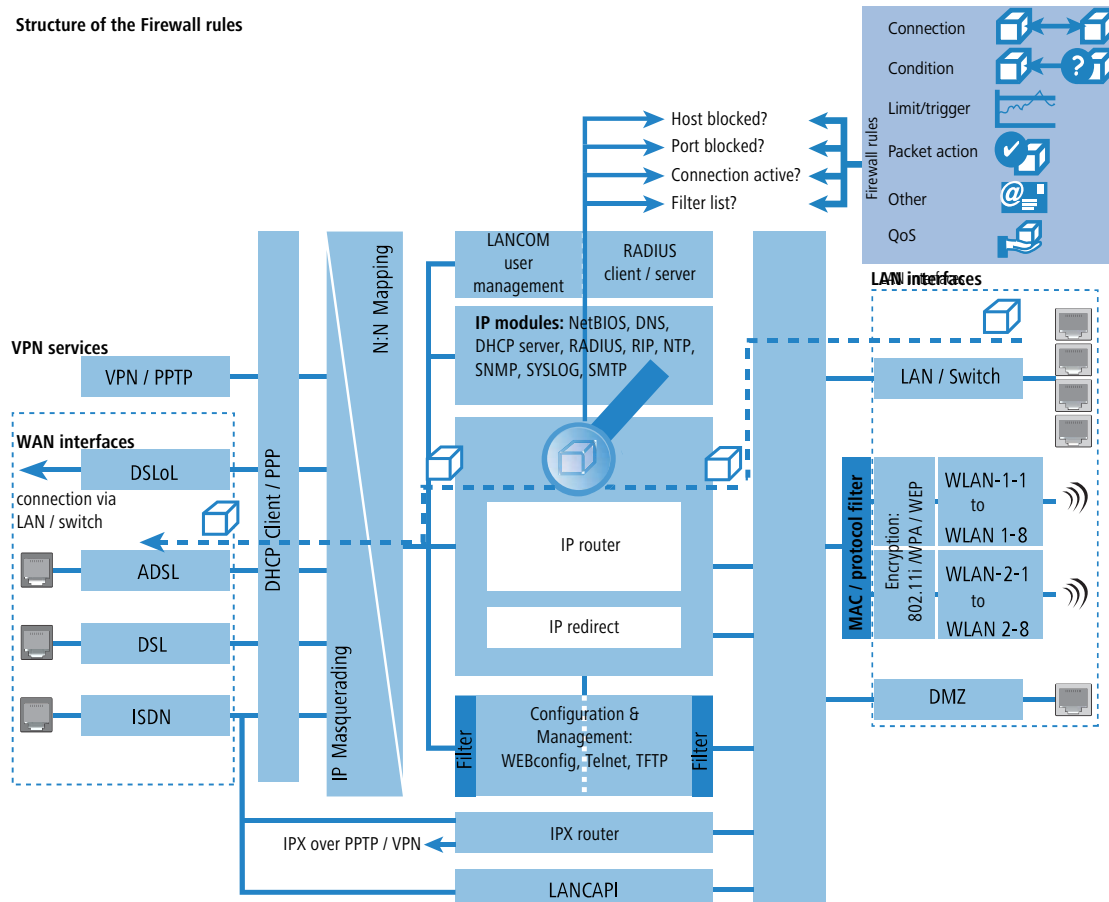 Structure of the Firewall rules
Connection
Condition
Limit/trigger
Packet action
Other
QoS
Firewall rules
Host blocked?
Port blocked?
Connection active?
Filter list?
LANCOM
user
management
RADIUS
client / server
IP modules: NetBIOS, DNS,
DHCP server, RADIUS, RIP, NTP,
SNMP, SYSLOG, SMTP
N:N Mapping
IP Masquerading
DHCP Client / PPP
VPN services
VPN / PPTP
WAN interfaces
DSLoL
connection via
LAN / switch
ADSL
DSL
ISDN
IP router
IP redirect
Filter
Configuration &
Management:
WEBconfig, Telnet, TFTP
Filter
IPX over PPTP / VPN
IPX router
LANCAPI
LAN interfaces
LAN / Switch
MAC / protocol filter
Encryption:
802.11i /WPA / WEP
WLAN-1-1
to
WLAN 1-8
WLAN-2-1
to
WLAN 2-8
DMZ